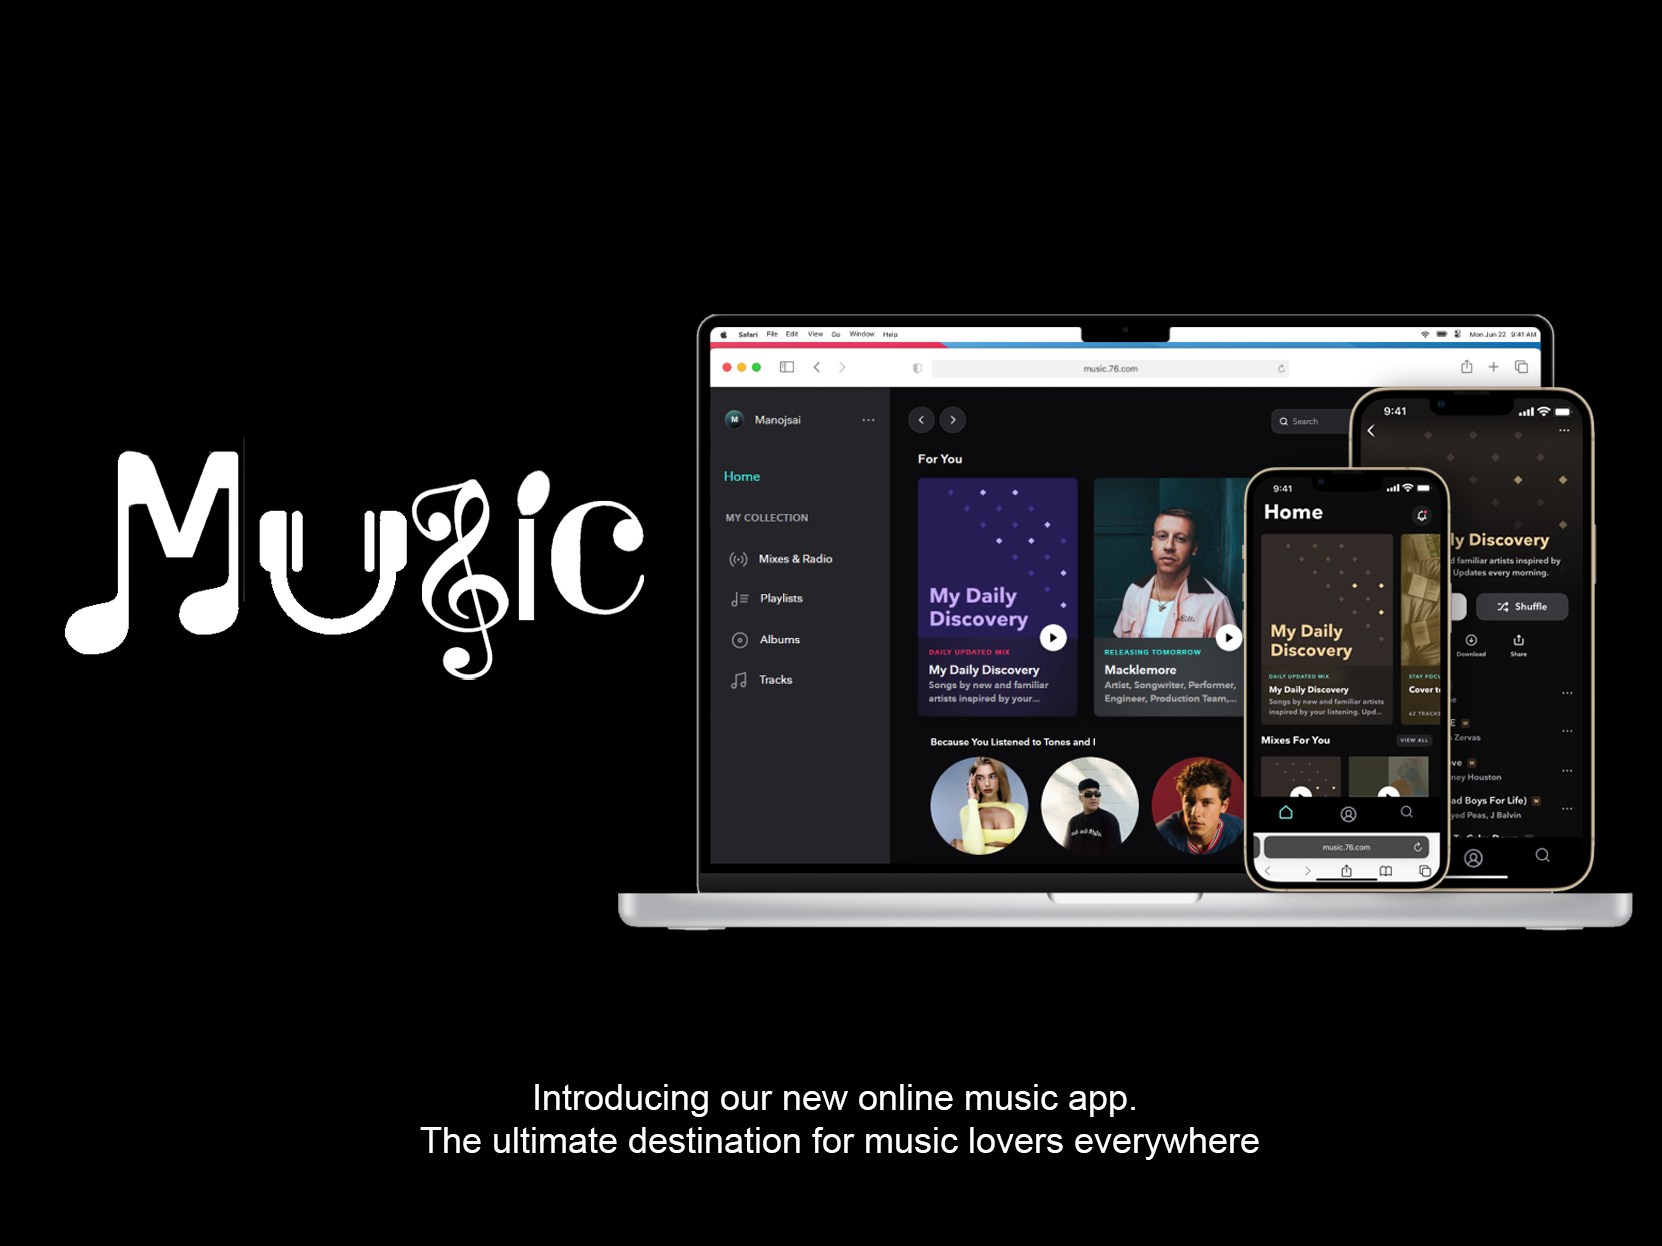 Music
Safari File Edit View Go Window Help
Mon Jun 22 9:41 AM
music.76.com
M
Manojsai
Search
Home
MY COLLECTION
Mixes & Radio
Playlists
Albums
Tracks
For You
My Daily
Discovery
DAILY UPDATED MIX
My Daily Discovery
Songs by new and familiar
artists inspired by your...
RELEASING TOMORROW
Macklemore
Artist, Songwriter, Performer,
Engineer, Production Team,...
Because You Listened to Tones and I
9:41
Home
My Daily
Discovery
DAILY UPDATED MIX
My Daily Discovery
Songs by new and familiar artists
inspired by your listening. Upd...
STAY FOCU
Cover t
62 TRACKS
Mixes For You
VIEW ALL
music.76.com
9:41
ly Discovery
d familiar artists inspired by
Updates every morning.
Shuffle
Download
Share
E M
Zervas
ve M
ney Houston
ad Boys For Life) M
yed Peas, J Balvin
Introducing our new online music app.
The ultimate destination for music lovers everywhere